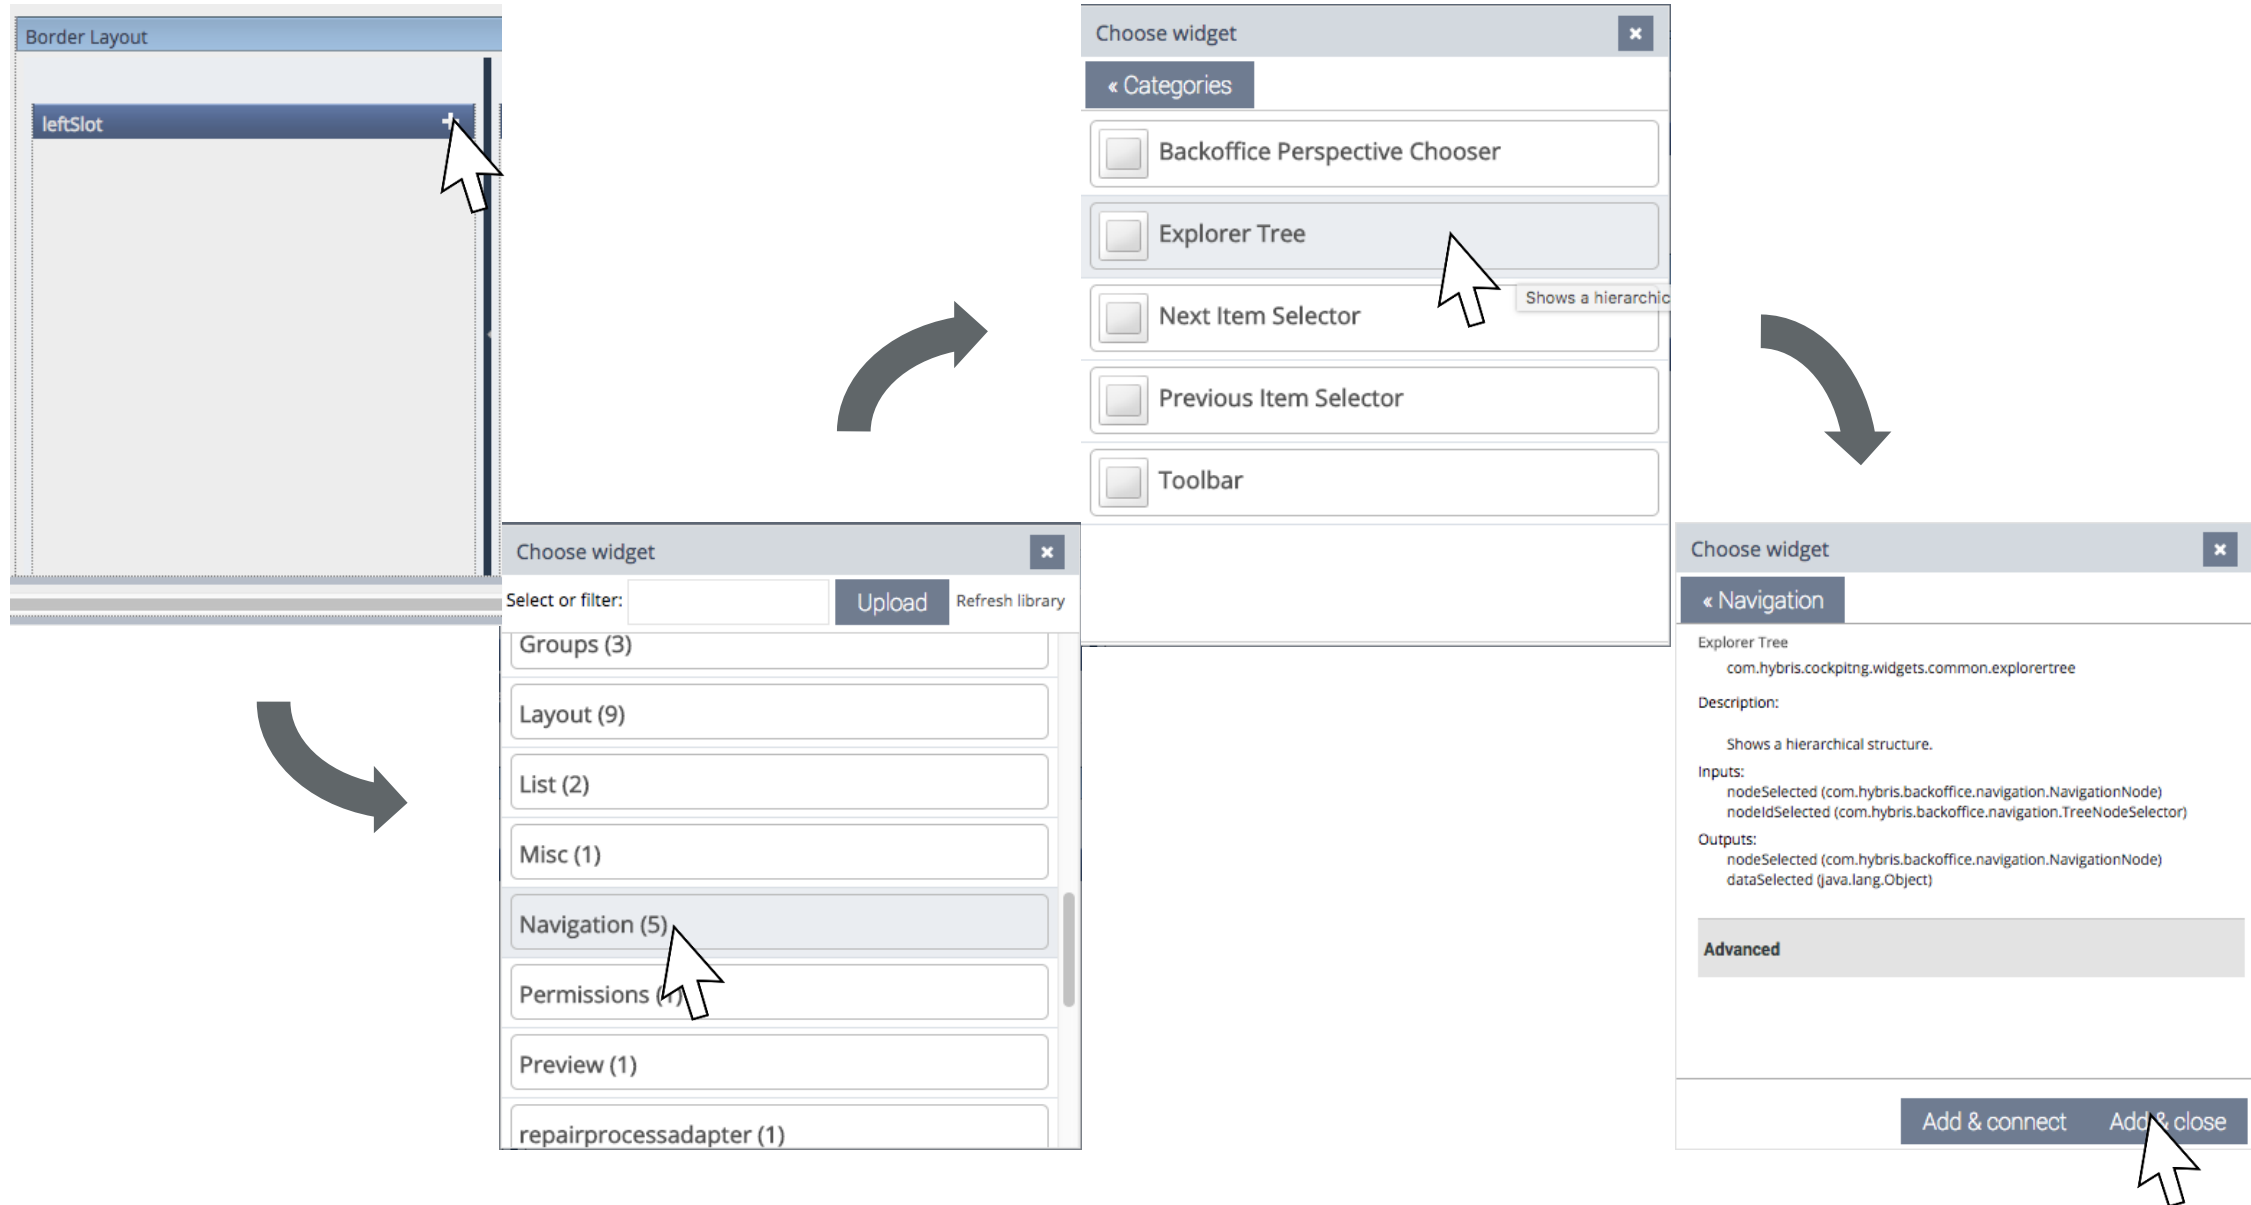 Border Layout
leftSlot
Choose widget
Select or filter:
Upload
Refresh library
Groups (3)
Layout (9)
List (2)
Misc (1)
Navigation (5)
Permissions (1)
Preview (1)
repairprocessadapter (1)
Choose widget
« Categories
Backoffice Perspective Chooser
Explorer Tree
Shows a hierarchic
Next Item Selector
Previous Item Selector
Toolbar
Choose widget
« Navigation
Explorer Tree
com.hybris.cockpitng.widgets.common.explorertree
Description:
Shows a hierarchical structure.
Inputs:
nodeSelected (com.hybris.backoffice.navigation.NavigationNode)
nodeIdSelected (com.hybris.backoffice.navigation.TreeNodeSelector)
Outputs:
nodeSelected (com.hybris.backoffice.navigation.NavigationNode)
dataSelected (java.lang.Object)
Advanced
Add & connect
Add & close